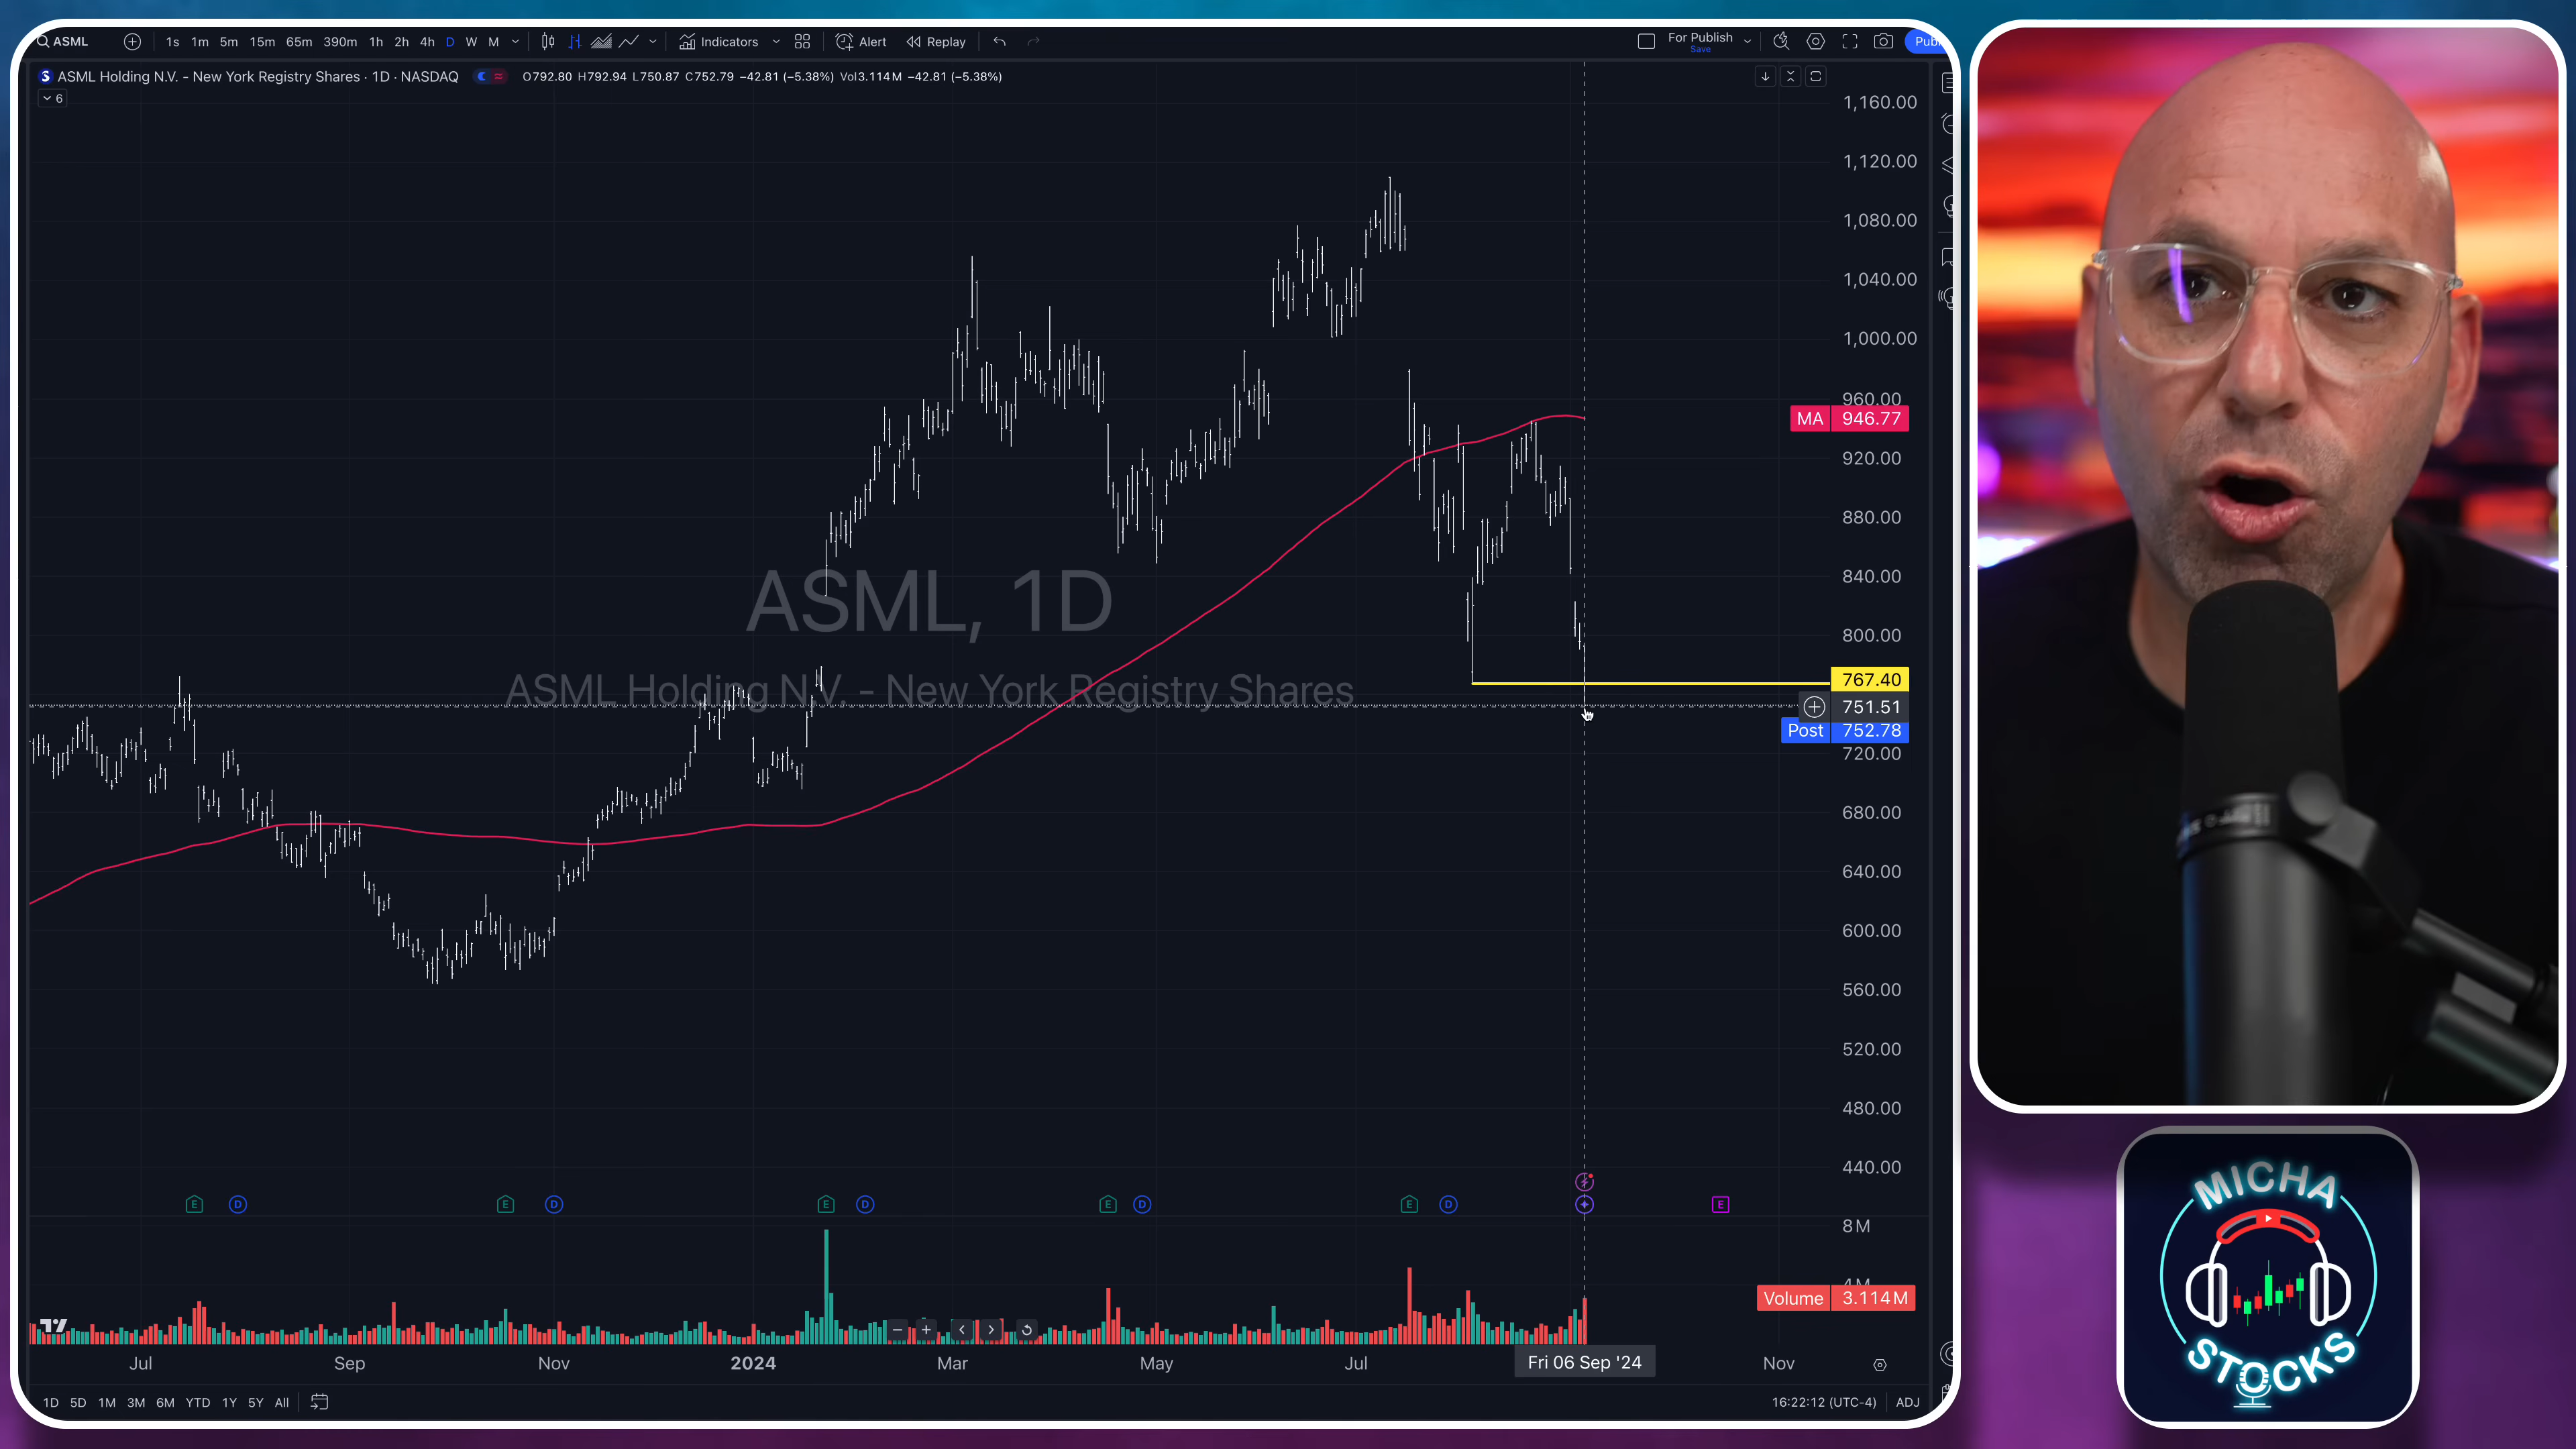 ASML 1s 1m 5m 15m 65m 390m 1h 2h 4h D W M Indicators Alert Replay For Publish
Save
ASML Holding N.V. - New York Registry Shares · 1D · NASDAQ O792.80 H792.94 L750.87 C752.79 −42.81 (−5.38%) Vol3.114M −42.81 (−5.38%)
6
1,160.00
1,120.00
1,080.00
1,040.00
1,000.00
960.00
MA 946.77
920.00
880.00
840.00
ASML, 1D
800.00
ASML Holding N.V. - New York Registry Shares
767.40
751.51
Post 752.78
720.00
680.00
640.00
600.00
560.00
520.00
480.00
440.00
E D E D E D E D E D E
8M
4M
Volume 3.114M
Jul Sep Nov 2024 Mar May Jul Fri 06 Sep '24 Nov
1D 5D 1M 3M 6M YTD 1Y 5Y All 16:22:12 (UTC-4) ADJ
MICHA
STOCKS